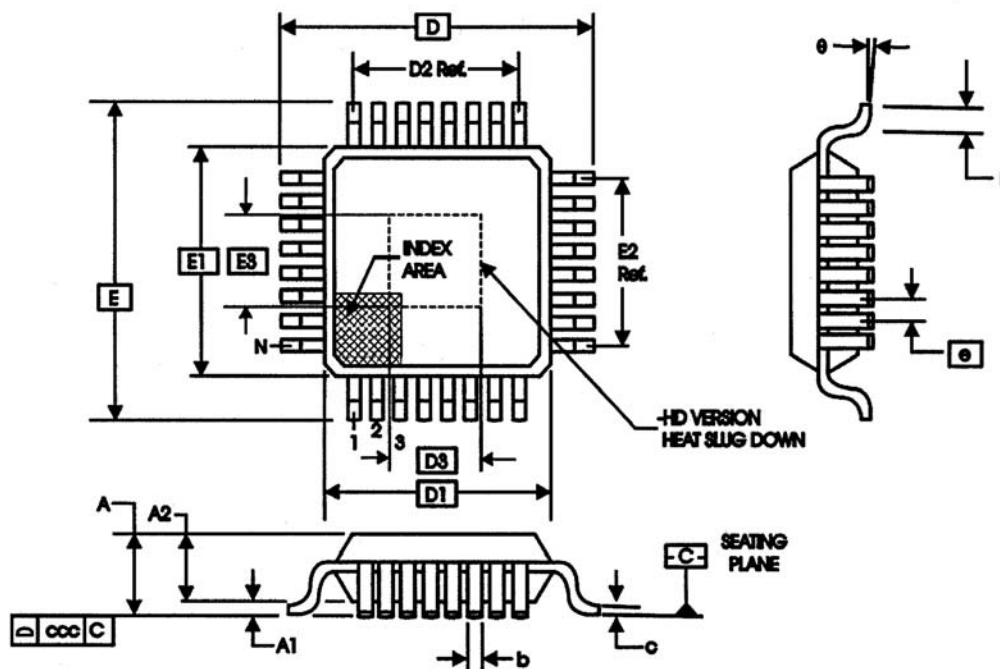 D
D2 Ref.
θ
INDEX
AREA
E1
E3
E2
Ref.
E
N
e
1
2
3
HD VERSION
HEAT SLUG DOWN
D3
D1
A
A2
C
SEATING
PLANE
ccc C
A1
b
c